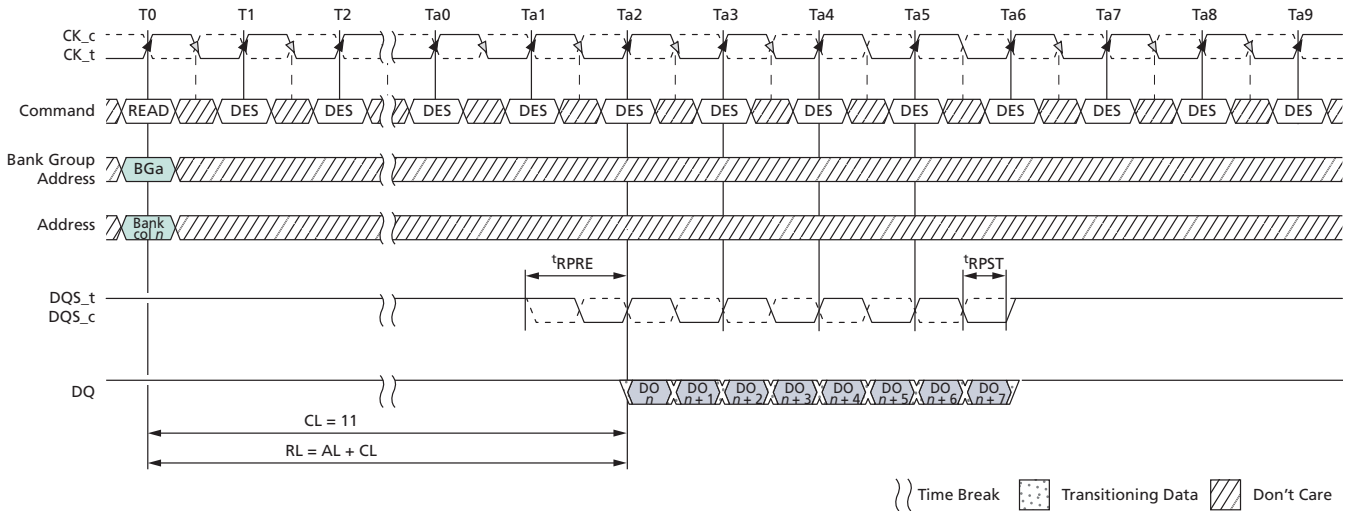 T0 T1 T2 Ta0 Ta1 Ta2 Ta3 Ta4 Ta5 Ta6 Ta7 Ta8 Ta9
CK_c
CK_t
Command READ DES DES DES DES DES DES DES DES DES DES DES DES
Bank Group
Address
BGa
Address
Bank
col n
tRPRE
tRPST
DQS_t
DQS_c
DQ
DO
n
DO
n + 1
DO
n + 2
DO
n + 3
DO
n + 4
DO
n + 5
DO
n + 6
DO
n + 7
CL = 11
RL = AL + CL
Time Break Transitioning Data Don't Care